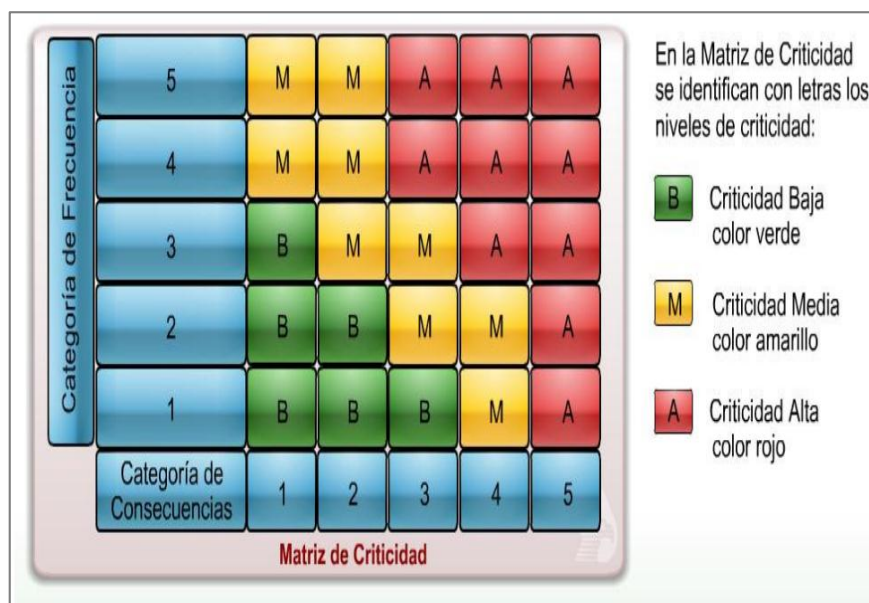 Categoría de Frecuencia
5 M M A A A
4 M M A A A
3 B M M A A
2 B B M M A
1 B B B M A
Categoría de
Consecuencias
1 2 3 4 5
Matriz de Criticidad
En la Matriz de Criticidad
se identifican con letras los
niveles de criticidad:
B Criticidad Baja
color verde
M Criticidad Media
color amarillo
A Criticidad Alta
color rojo